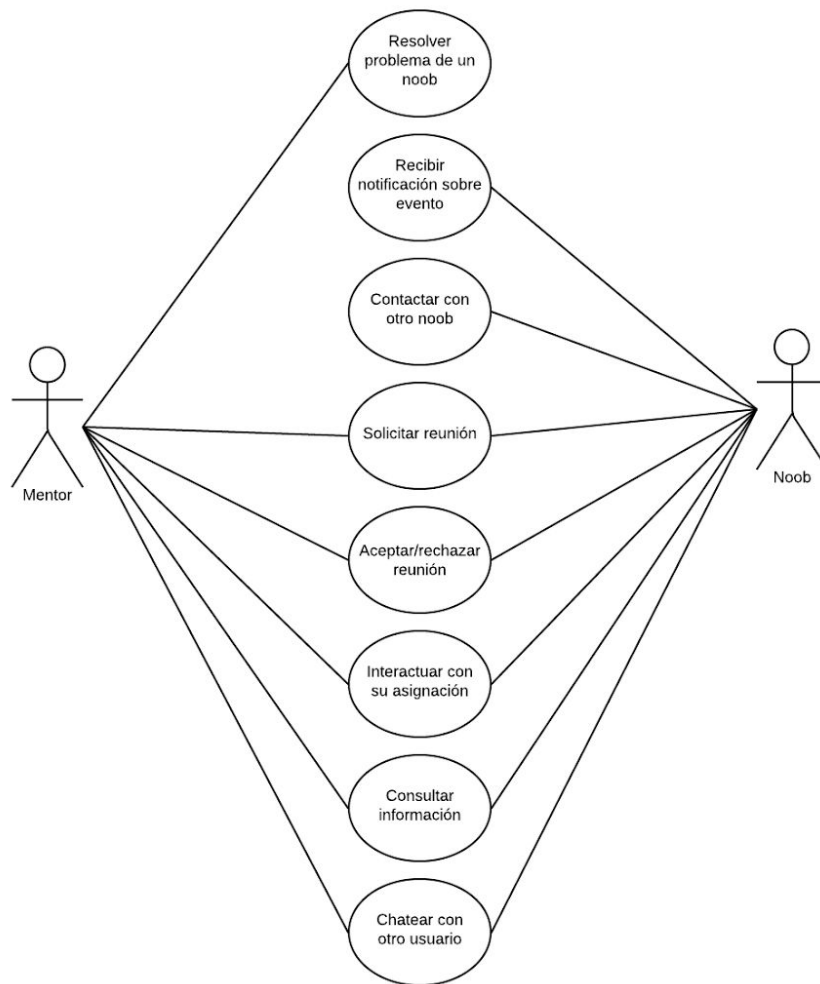 Resolver
problema de un
noob
Recibir
notificación sobre
evento
Contactar con
otro noob
Solicitar reunión
Mentor
Noob
Aceptar/rechazar
reunión
Interactuar con
su asignación
Consultar
información
Chatear con
otro usuario